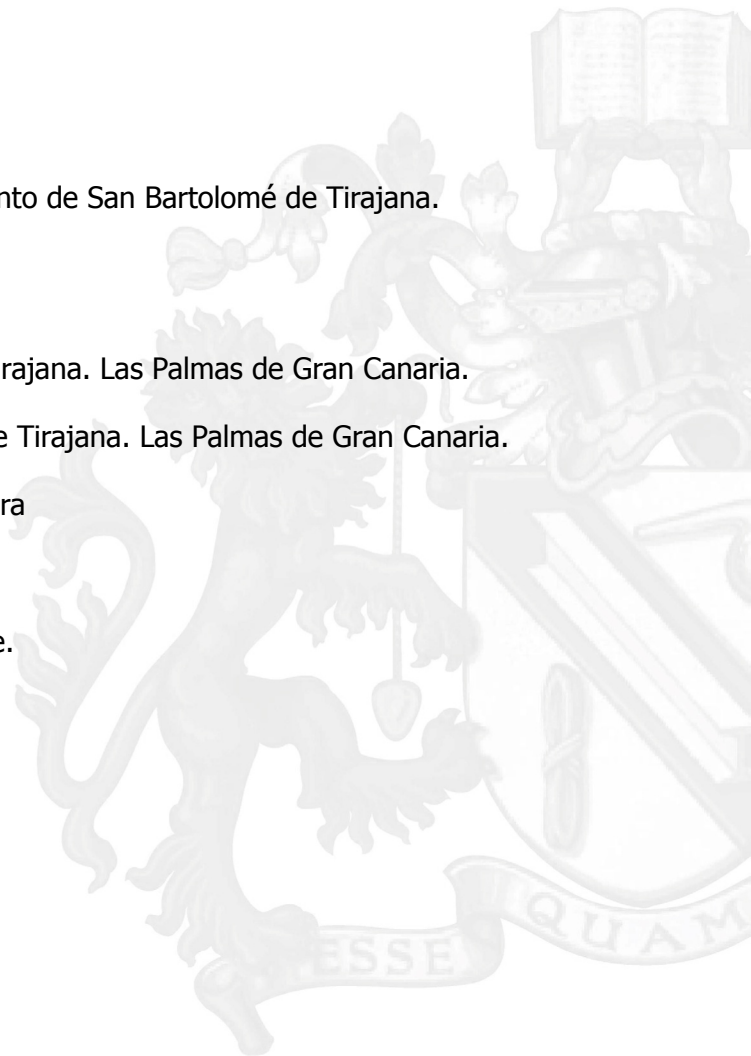 nto de San Bartolomé de Tirajana.
rajana. Las Palmas de Gran Canaria.
e Tirajana. Las Palmas de Gran Canaria.
ra
e.
ESSE QUAM